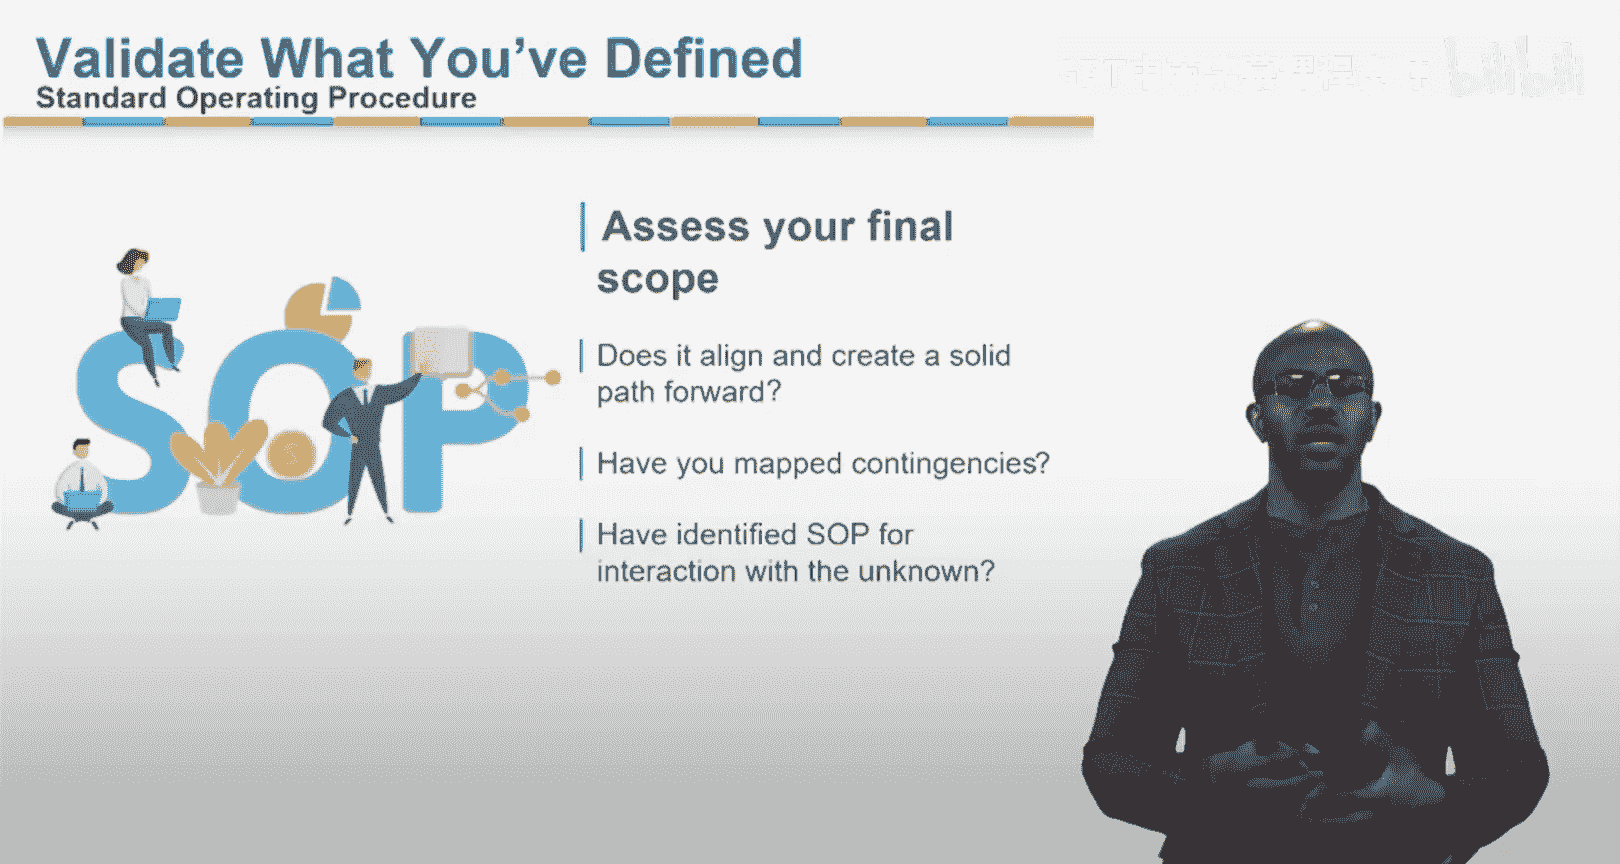 Validate What You’ve Defined
Standard Operating Procedure
SOP
Assess your final
scope
Does it align and create a solid
path forward?
Have you mapped contingencies?
Have identified SOP for
interaction with the unknown?
bilibili